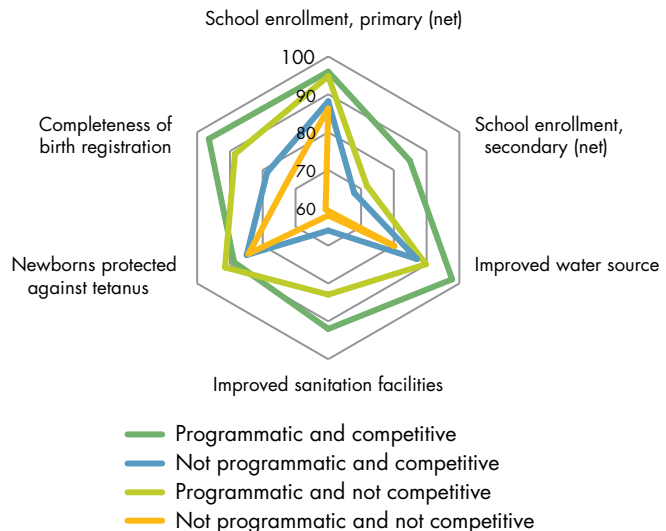 School enrollment, primary (net)
100
90
80
70
60
Completeness of
birth registration
School enrollment,
secondary (net)
Newborns protected
against tetanus
Improved water source
Improved sanitation facilities
Programmatic and competitive
Not programmatic and competitive
Programmatic and not competitive
Not programmatic and not competitive